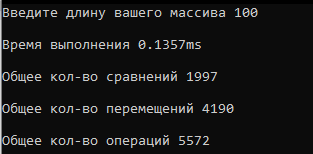 Введите длину вашего массива 100
Время выполнения 0.1357ms
Общее кол-во сравнений 1997
Общее кол-во перемещений 4190
Общее кол-во операций 5572